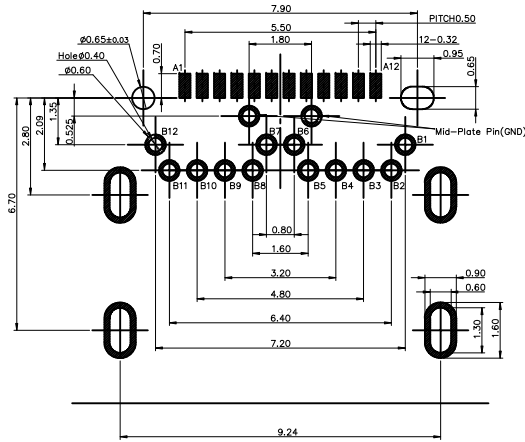 7.90
5.50
PITCH0.50
1.80
12-0.32
Ø0.65±0.03
0.70
A1
A12
0.95
0.65
HoleØ0.40
Ø0.60
Mid-Plate Pin(GND)
B12
B7
B6
B1
2.80
2.09
1.35
0.525
B11
B10
B9
B8
B5
B4
B3
B2
6.70
0.80
1.60
3.20
0.90
0.60
4.80
1.30
1.60
6.40
7.20
9.24